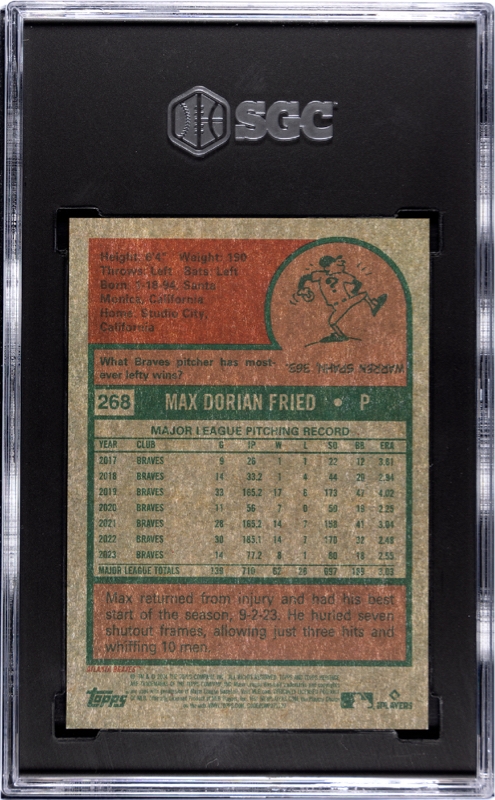 SGC
Height: 6'4" Weight: 190
Throws: Left Bats: Left
Born: 1-18-94, Santa
Monica, California
Home: Studio City,
California
What Braves pitcher has most-
ever lefty wins?
WARREN SPAHN 356.
268 MAX DORIAN FRIED • P
MAJOR LEAGUE PITCHING RECORD
YEAR CLUB G IP W L SO BB ERA
2017 BRAVES 9 26 1 1 22 12 3.81
2018 BRAVES 14 33.2 1 4 44 20 2.94
2019 BRAVES 33 165.2 17 6 173 47 4.02
2020 BRAVES 11 56 7 0 50 19 2.25
2021 BRAVES 28 165.2 14 7 158 41 3.04
2022 BRAVES 30 185.1 14 7 170 32 2.48
2023 BRAVES 14 77.2 8 1 80 18 2.55
MAJOR LEAGUE TOTALS 139 710 62 26 697 189 3.03
Max returned from injury and had his best
start of the season, 9-2-23. He hurled seven
shutout frames, allowing just three hits and
whiffing 10 men.
ATLANTA BRAVES
Topps
MLB PLAYERS